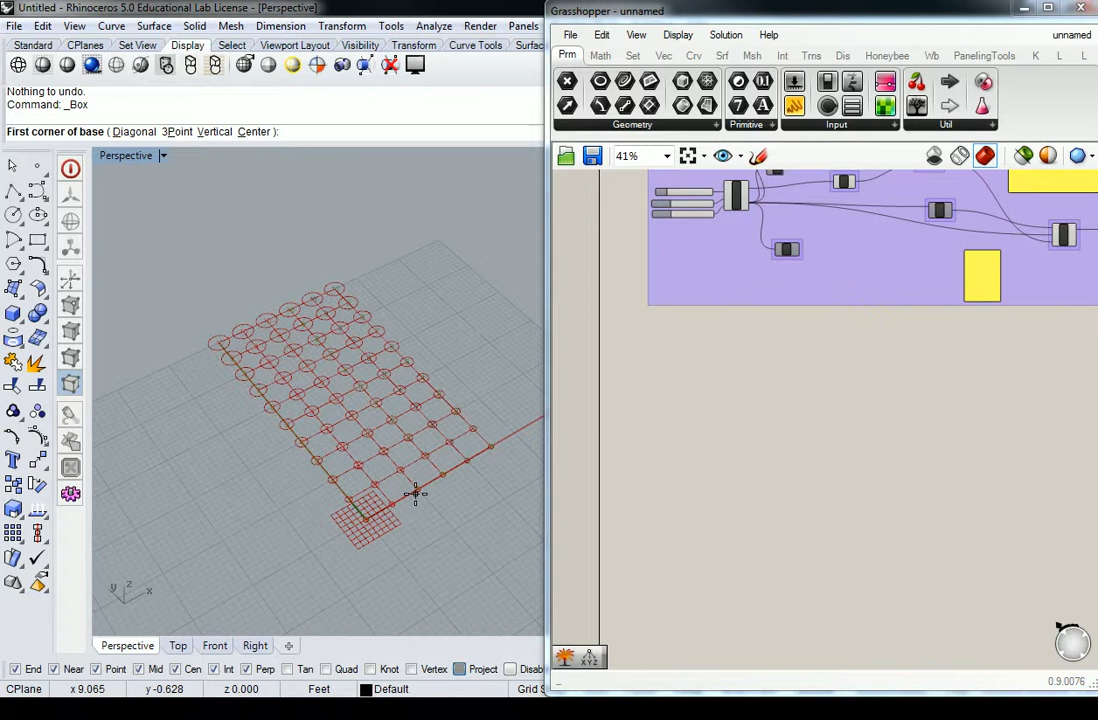 Untitled - Rhinoceros 5.0 Educational Lab License - [Perspective]
File Edit View Curve Surface Solid Mesh Dimension Transform Tools Analyze Render Panels
Standard CPlanes Set View Display Select Viewport Layout Visibility Transform Curve Tools Surfac
Nothing to undo.
Command: _Box
First corner of base ( Diagonal 3Point Vertical Center ):
Perspective
y z x
Perspective Top Front Right
End Near Point Mid Cen Int Perp Tan Quad Knot Vertex Project Disab
CPlane x 9.065 y -0.628 z 0.000 Feet Default Grid S
Grasshopper - unnamed
File Edit View Display Solution Help unnamed
Prm Math Set Vec Crv Srf Msh Int Trns Dis Honeybee Wb PanelingTools K L L
Geometry Primitive Input Util
41%
XYZ
0.9.0076